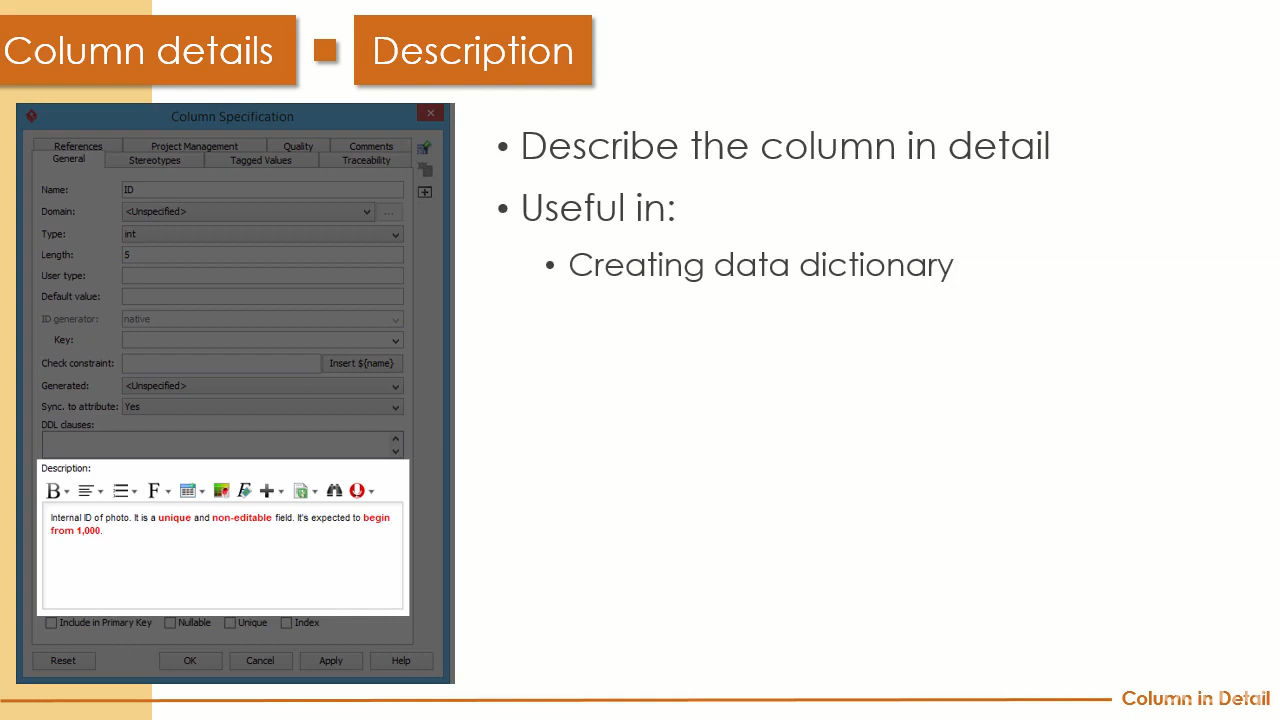 Column details
Description
Column Specification
References Project Management Quality Comments
General Stereotypes Tagged Values Traceability
Name: ID
Domain: <Unspecified> ...
Type: int
Length: 5
User type:
Default value:
ID generator: native
Key:
Check constraint: Insert ${name}
Generated: <Unspecified>
Sync. to attribute: Yes
DDL clauses:
Description:
Internal ID of photo. It is a unique and non-editable field. It's expected to begin
from 1,000.
Include in Primary Key Nullable Unique Index
Reset OK Cancel Apply Help
• Describe the column in detail
• Useful in:
• Creating data dictionary
Column in Detail